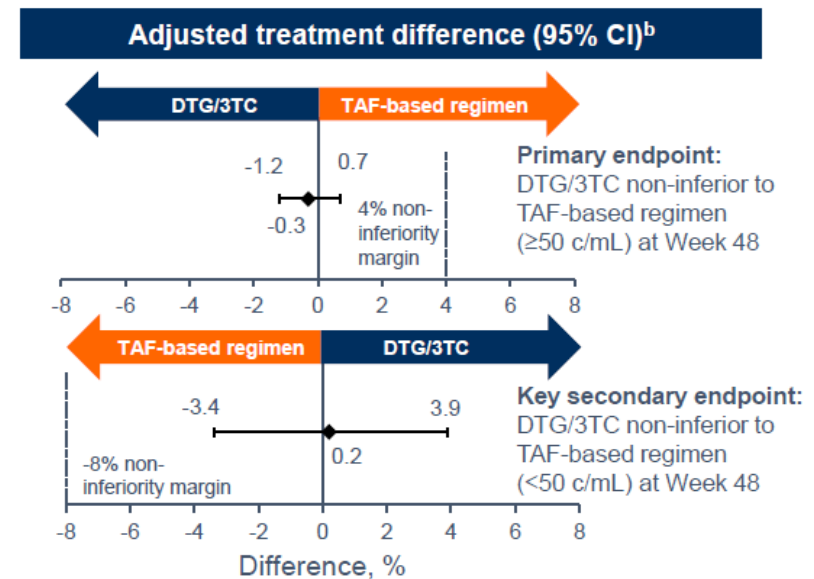 Adjusted treatment difference (95% CI)ᵇ
DTG/3TC
TAF-based regimen
-1.2
0.7
-0.3
4% non-
inferiority
margin
Primary endpoint:
DTG/3TC non-inferior to
TAF-based regimen
(≥50 c/mL) at Week 48
-8 -6 -4 -2 0 2 4 6 8
TAF-based regimen
DTG/3TC
-3.4
3.9
0.2
-8% non-
inferiority margin
Key secondary endpoint:
DTG/3TC non-inferior to
TAF-based regimen
(<50 c/mL) at Week 48
-8 -6 -4 -2 0 2 4 6 8
Difference, %